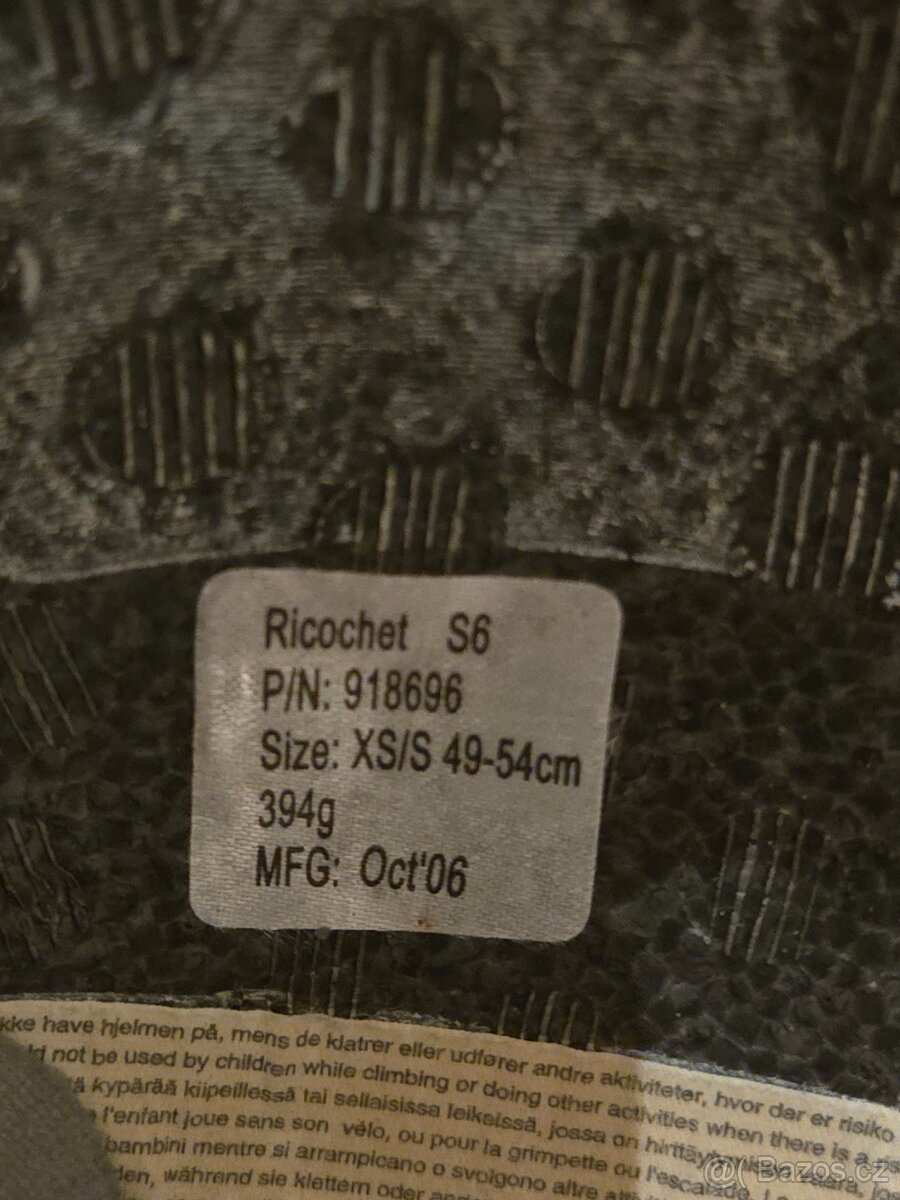 Ricochet S6
P/N: 918696
Size: XS/S 49-54cm
394g
MFG: Oct'06
kke have hjelmen på, mens de klatrer eller udfører andre aktiviteter, hvor der er risiko
not be used by children while climbing or doing other activities when there is a
kypärää kiipeillessä tai sellaisissa leikeissä, joissa on
l'enfant joue sans son vélo, ou pour la grimpette ou l'escalade
bambini mentre si arrampicano o svolgono altre
während sie klettern oder
@ Bazos.cz